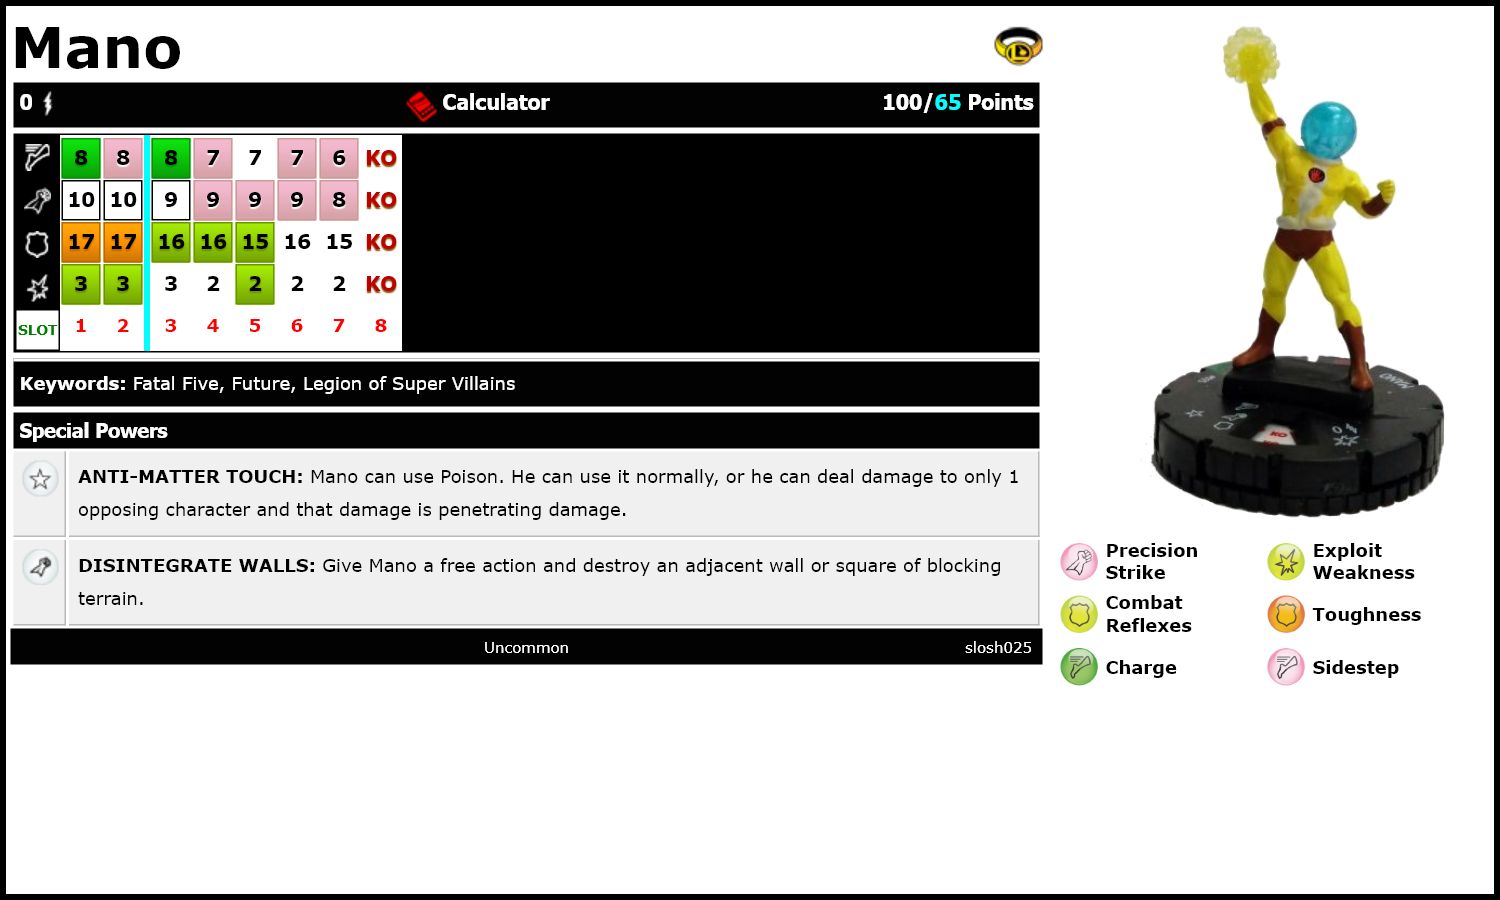 Mano
0 Calculator 100/65 Points
8 8 8 7 7 7 6 KO
10 10 9 9 9 9 8 KO
17 17 16 16 15 16 15 KO
3 3 3 2 2 2 2 KO
SLOT 1 2 3 4 5 6 7 8
Keywords: Fatal Five, Future, Legion of Super Villains
Special Powers
ANTI-MATTER TOUCH: Mano can use Poison. He can use it normally, or he can deal damage to only 1
opposing character and that damage is penetrating damage.
DISINTEGRATE WALLS: Give Mano a free action and destroy an adjacent wall or square of blocking
terrain.
Uncommon slosh025
MANO
KO
Precision
Strike
Exploit
Weakness
Combat
Reflexes
Toughness
Charge
Sidestep